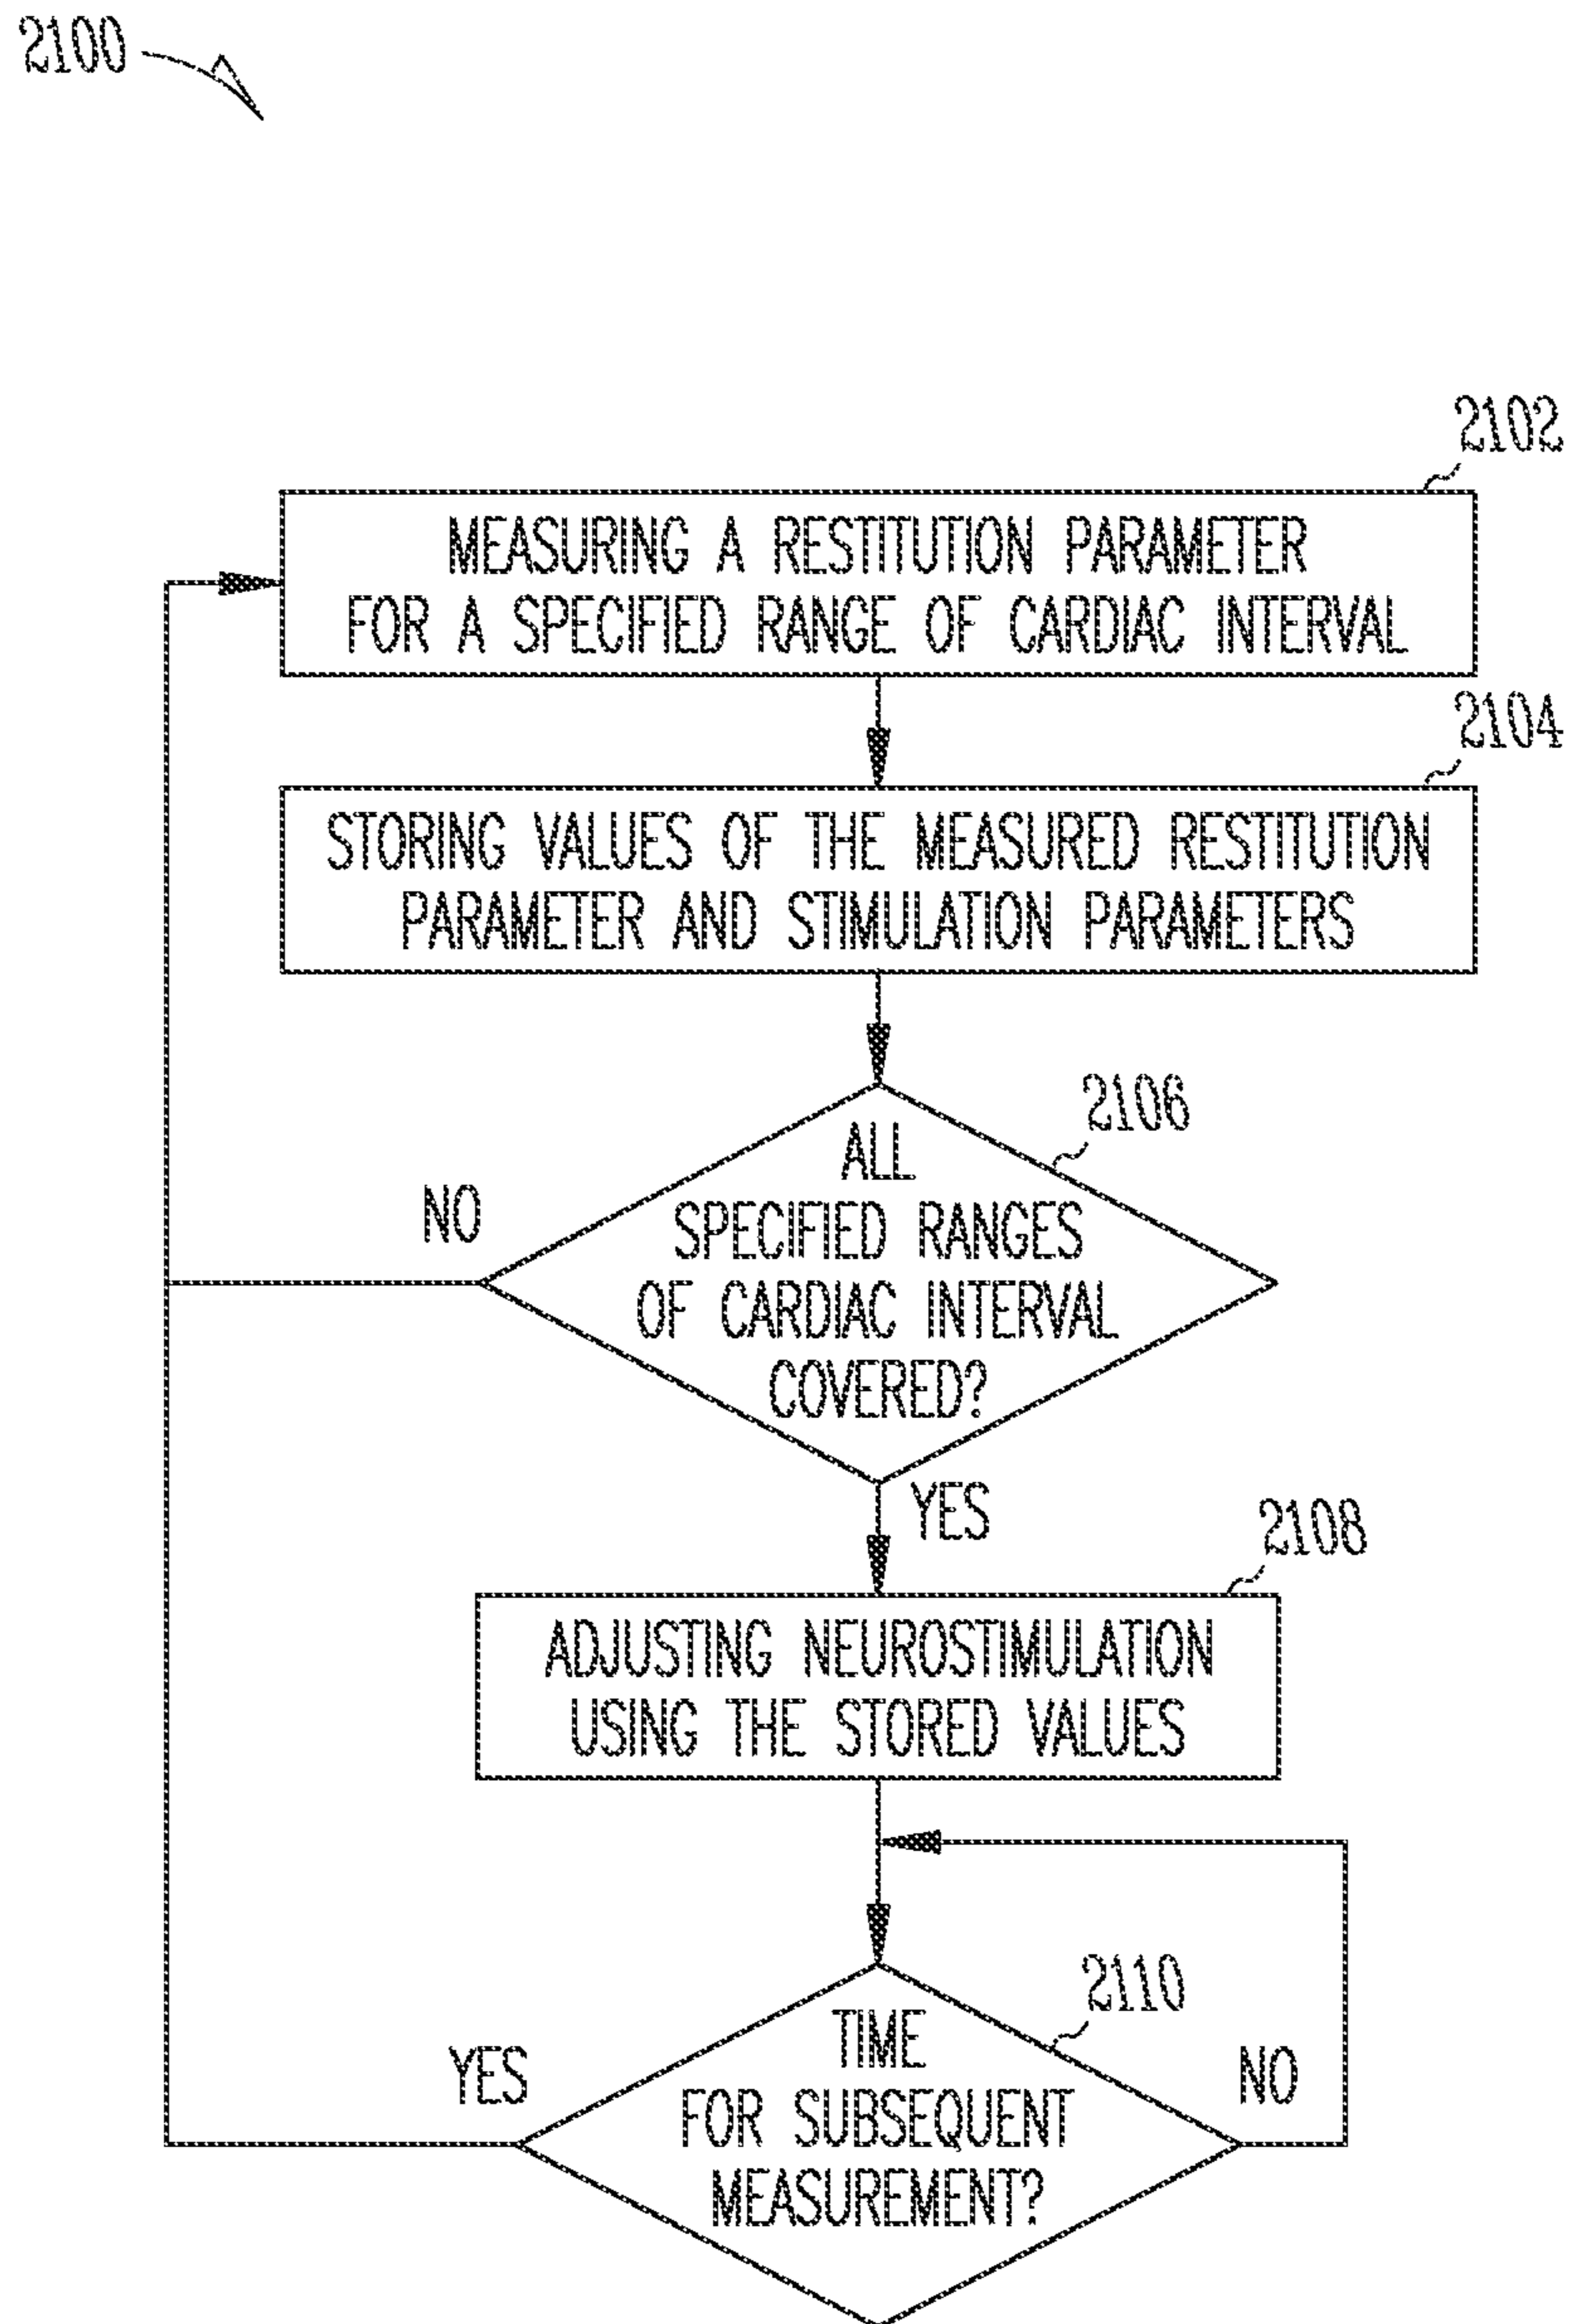 2100
2102
MEASURING A RESTITUTION PARAMETER
FOR A SPECIFIED RANGE OF CARDIAC INTERVAL
2104
STORING VALUES OF THE MEASURED RESTITUTION
PARAMETER AND STIMULATION PARAMETERS
2106
ALL
SPECIFIED RANGES
OF CARDIAC INTERVAL
COVERED?
NO
YES
2108
ADJUSTING NEUROSTIMULATION
USING THE STORED VALUES
2110
TIME
FOR SUBSEQUENT
MEASUREMENT?
YES
NO